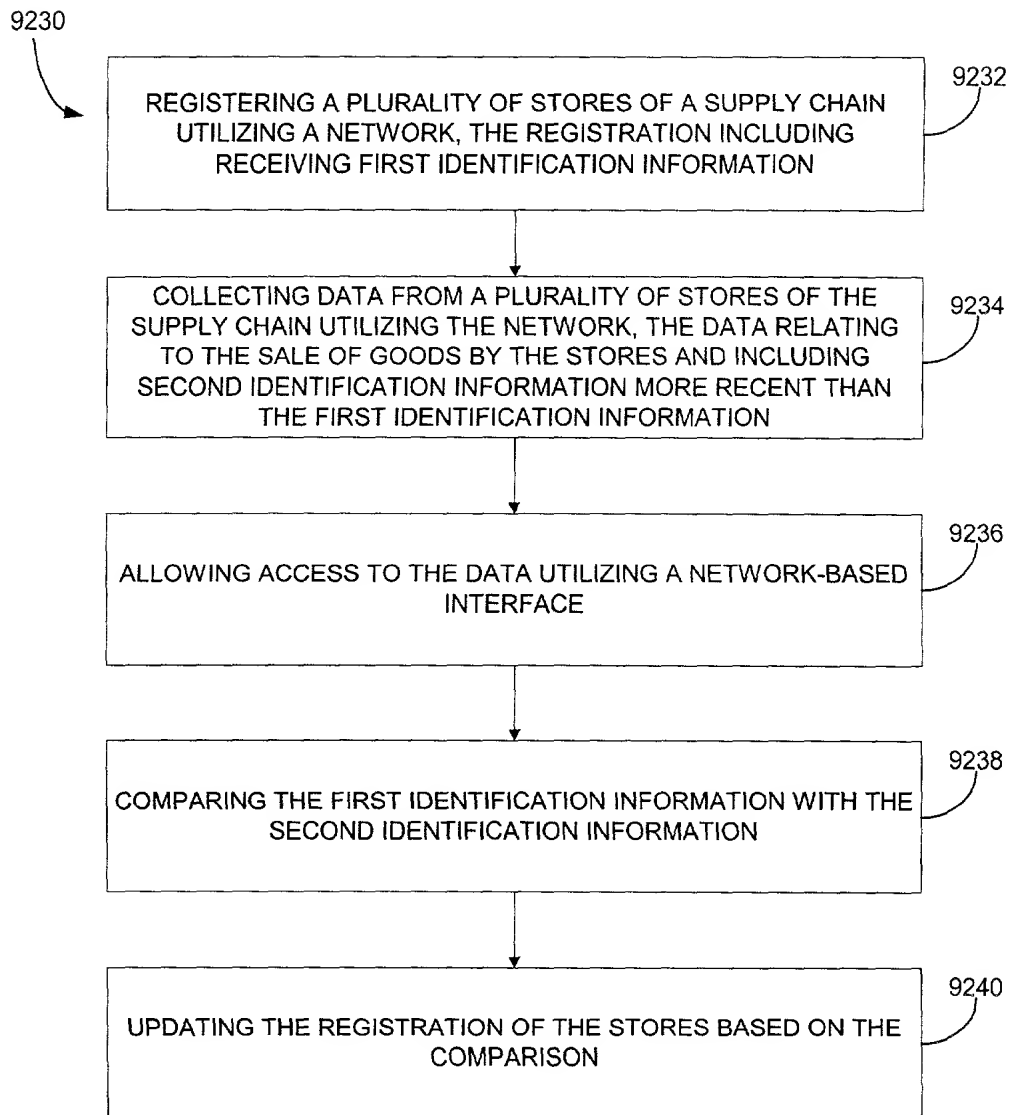 9230
9232
REGISTERING A PLURALITY OF STORES OF A SUPPLY CHAIN
UTILIZING A NETWORK, THE REGISTRATION INCLUDING
RECEIVING FIRST IDENTIFICATION INFORMATION
9234
COLLECTING DATA FROM A PLURALITY OF STORES OF THE
SUPPLY CHAIN UTILIZING THE NETWORK, THE DATA RELATING
TO THE SALE OF GOODS BY THE STORES AND INCLUDING
SECOND IDENTIFICATION INFORMATION MORE RECENT THAN
THE FIRST IDENTIFICATION INFORMATION
9236
ALLOWING ACCESS TO THE DATA UTILIZING A NETWORK-BASED
INTERFACE
9238
COMPARING THE FIRST IDENTIFICATION INFORMATION WITH THE
SECOND IDENTIFICATION INFORMATION
9240
UPDATING THE REGISTRATION OF THE STORES BASED ON THE
COMPARISON